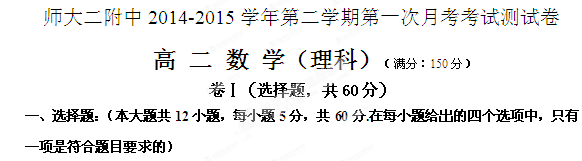 师大二附中 2014-2015 学年第二学期第一次月考考试测试卷
高 二 数 学（理科）（满分：150分）
卷Ⅰ（选择题，共 60 分）
一、选择题:（本大题共 12 小题，每小题 5 分，共 60 分.在每小题给出的四个选项中，只有
一项是符合题目要求的）